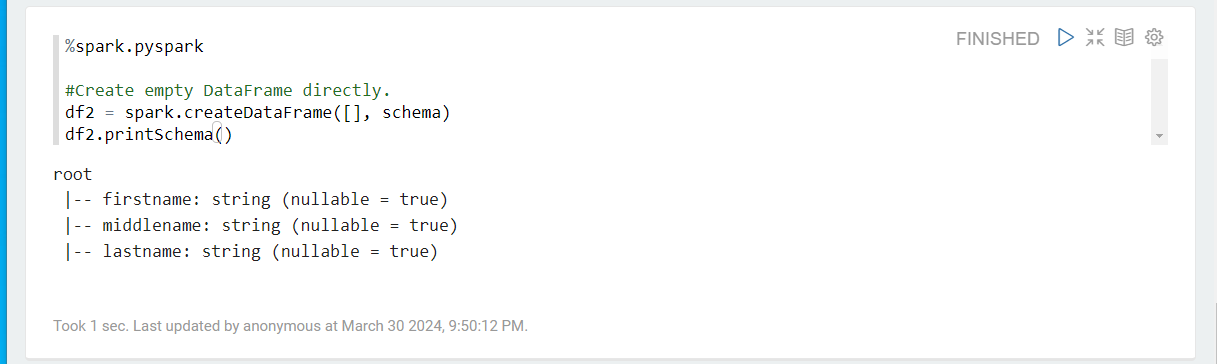 %spark.pyspark
FINISHED
#Create empty DataFrame directly.
df2 = spark.createDataFrame([], schema)
df2.printSchema()
root
 |-- firstname: string (nullable = true)
 |-- middlename: string (nullable = true)
 |-- lastname: string (nullable = true)
Took 1 sec. Last updated by anonymous at March 30 2024, 9:50:12 PM.